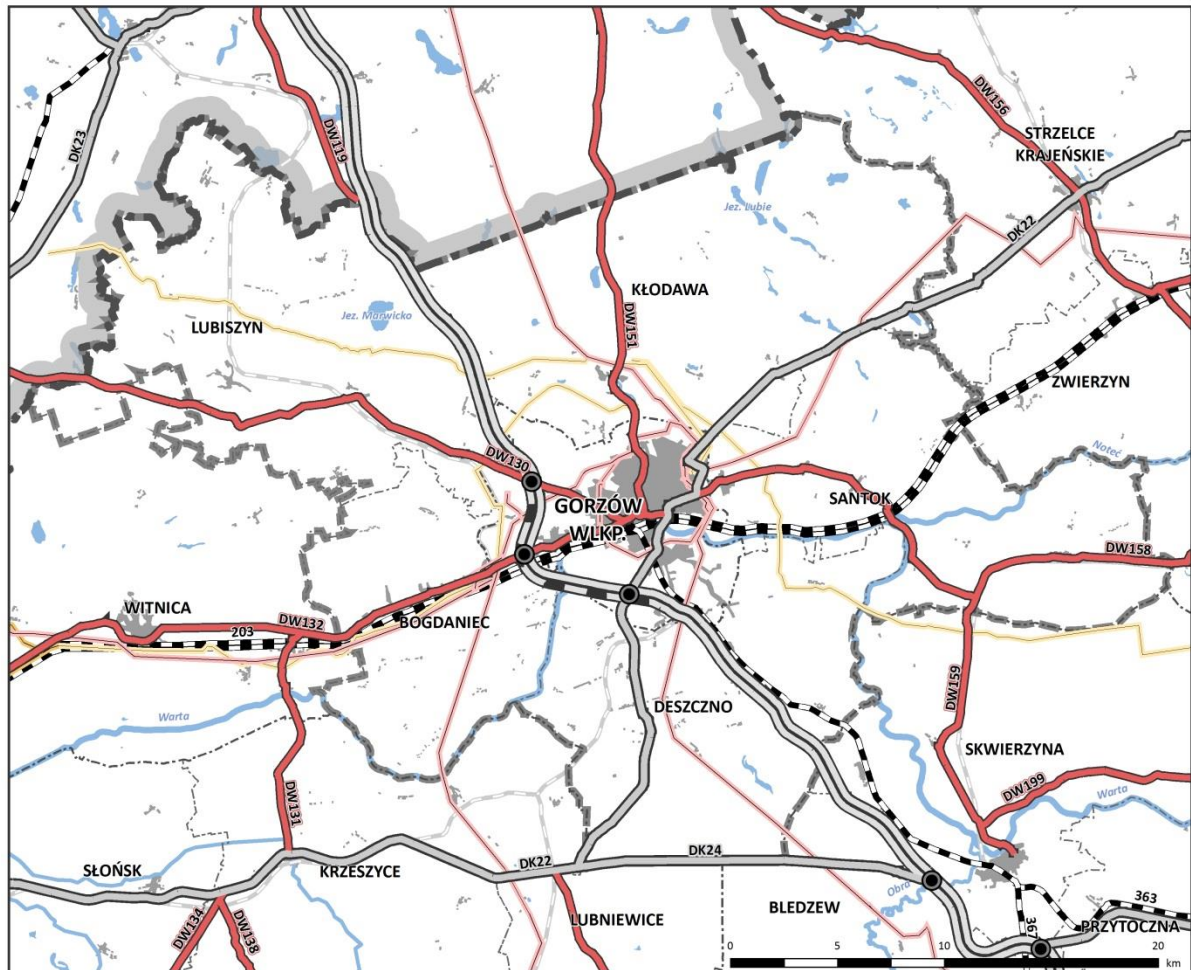 DW156
STRZELCE
KRAJEŃSKIE
DK23
DW119
Jez. Lubie
DK22
KŁODAWA
LUBISZYN
Jez. Marwicko
DW151
ZWIERZYN
Noteć
DW130
SANTOK
GORZÓW
WLKP.
DW158
WITNICA
DW132
203
BOGDANIEC
DW159
DESZCZNO
Warta
SKWIERZYNA
DW199
Warta
DW131
SŁOŃSK
KRZESZYCE
DK22
DK24
Obra
DW134
DW138
LUBNIEWICE
BLEDZEW
363
PRZYTOCZNA
367
0 5 10 20
km